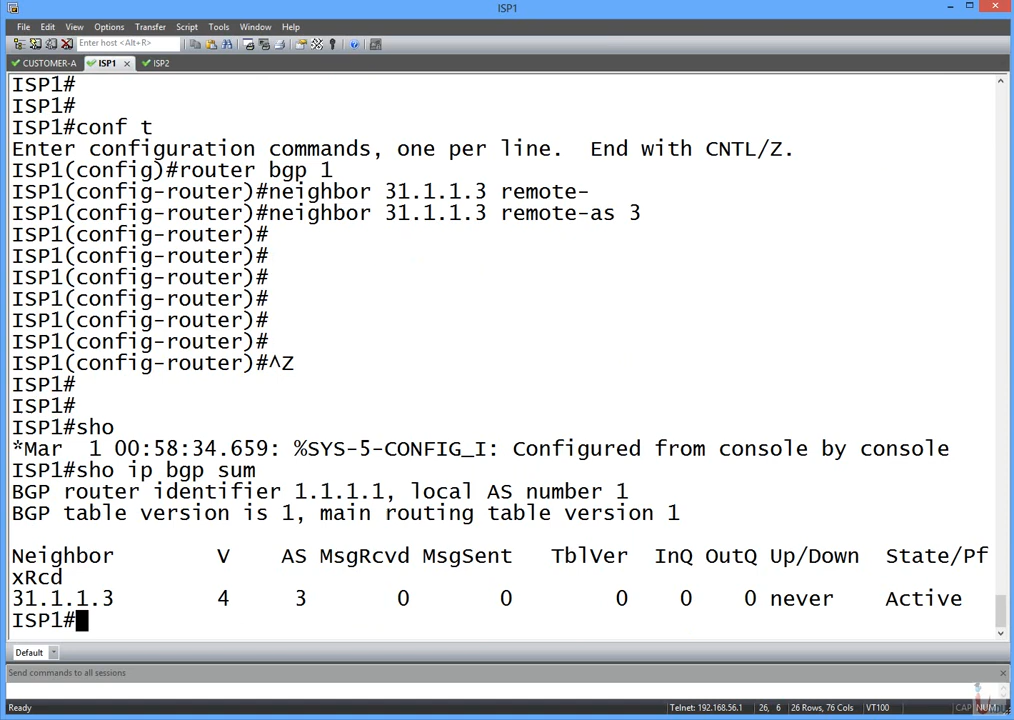 ISP1
File Edit View Options Transfer Script Tools Window Help
Enter host <Alt+R>
CUSTOMER-A ISP1 ISP2
ISP1#
ISP1#
ISP1#conf t
Enter configuration commands, one per line.  End with CNTL/Z.
ISP1(config)#router bgp 1
ISP1(config-router)#neighbor 31.1.1.3 remote-
ISP1(config-router)#neighbor 31.1.1.3 remote-as 3
ISP1(config-router)#
ISP1(config-router)#
ISP1(config-router)#
ISP1(config-router)#
ISP1(config-router)#
ISP1(config-router)#
ISP1(config-router)#^Z
ISP1#
ISP1#
ISP1#sho
*Mar  1 00:58:34.659: %SYS-5-CONFIG_I: Configured from console by console
ISP1#sho ip bgp sum
BGP router identifier 1.1.1.1, local AS number 1
BGP table version is 1, main routing table version 1
Neighbor V AS MsgRcvd MsgSent TblVer InQ OutQ Up/Down State/Pf
xRcd
31.1.1.3 4 3 0 0 0 0 0 never Active
ISP1#
Default
Send commands to all sessions
Ready Telnet: 192.168.56.1 26, 6 26 Rows, 76 Cols VT100 CAP NUM